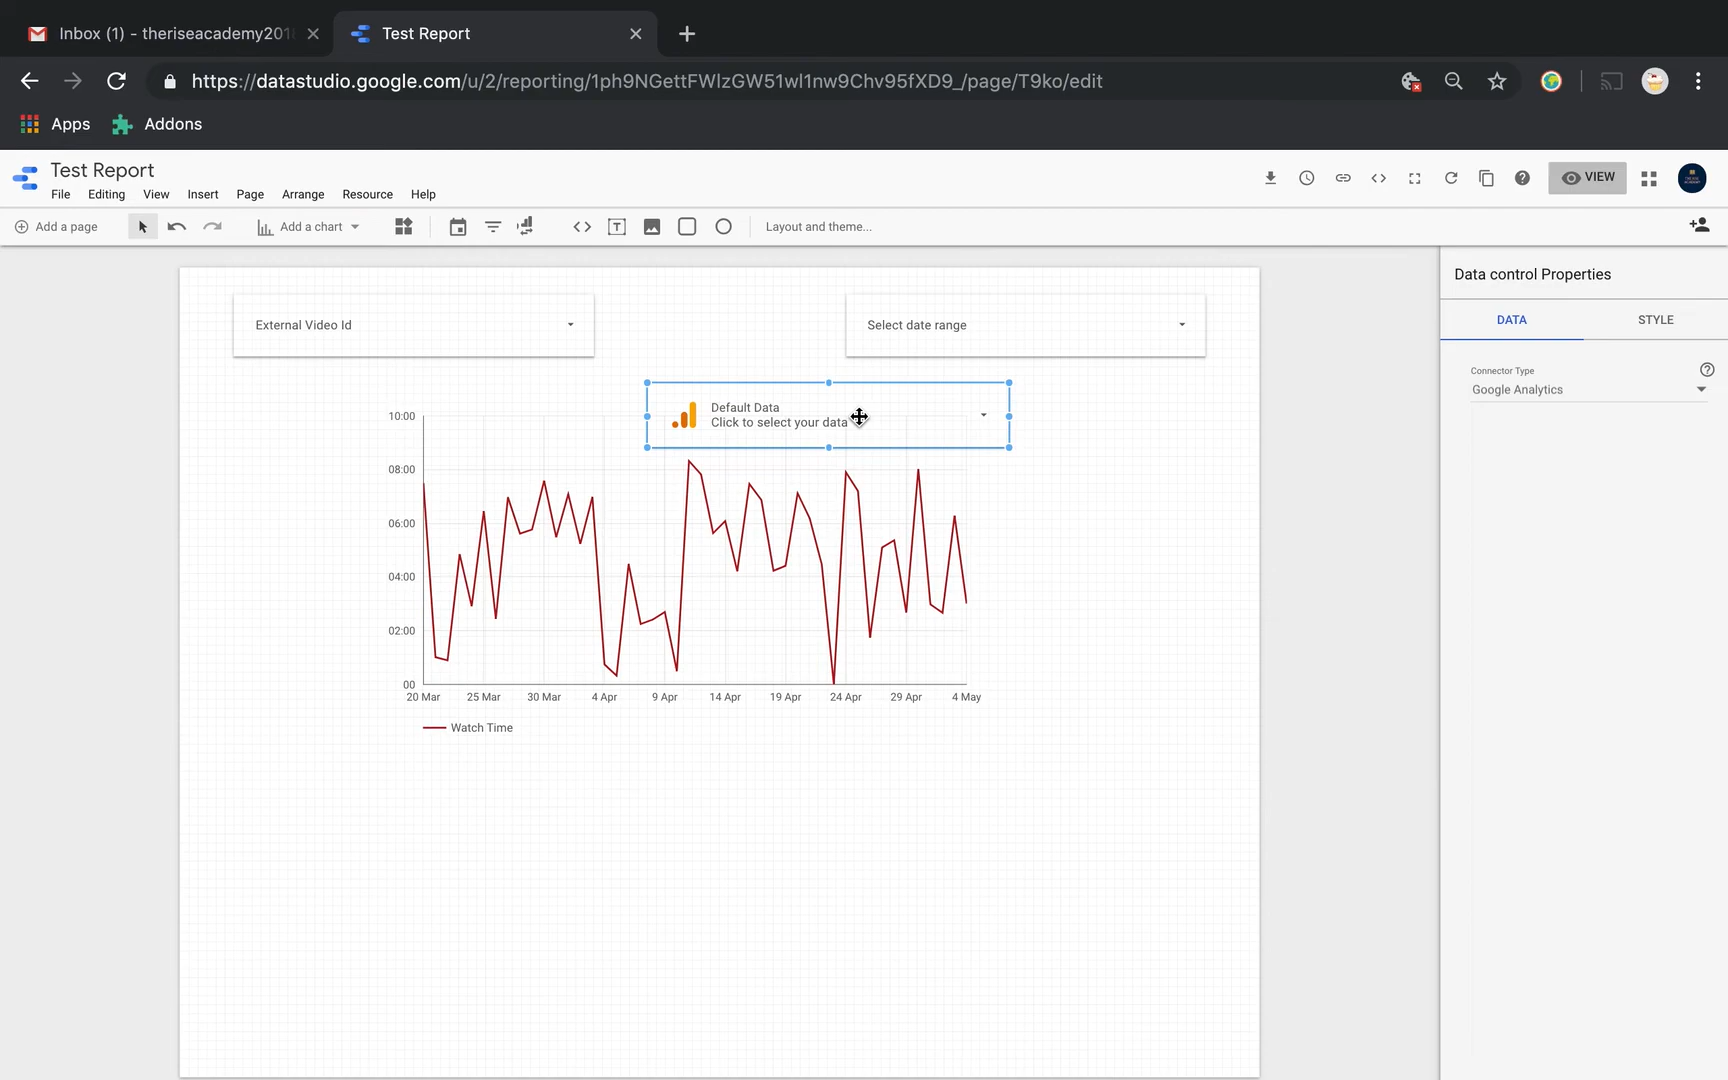 Inbox (1) - theriseacademy201
Test Report
https://datastudio.google.com/u/2/reporting/1ph9NGettFWlzGW51wl1nw9Chv95fXD9_/page/T9ko/edit
Apps
Addons
Test Report
File
Editing
View
Insert
Page
Arrange
Resource
Help
VIEW
Add a page
Add a chart
Layout and theme...
Data control Properties
DATA
STYLE
Connector Type
Google Analytics
External Video Id
Select date range
Default Data
Click to select your data
10:00
08:00
06:00
04:00
02:00
00
20 Mar
25 Mar
30 Mar
4 Apr
9 Apr
14 Apr
19 Apr
24 Apr
29 Apr
4 May
Watch Time